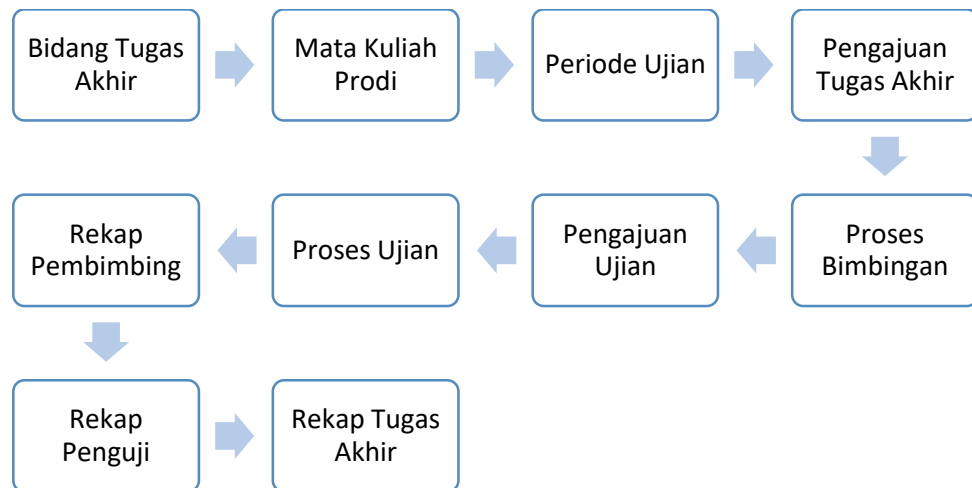 Bidang Tugas
Akhir
Mata Kuliah
Prodi
Periode Ujian
Pengajuan
Tugas Akhir
Proses
Bimbingan
Pengajuan
Ujian
Proses Ujian
Rekap
Pembimbing
Rekap
Penguji
Rekap Tugas
Akhir